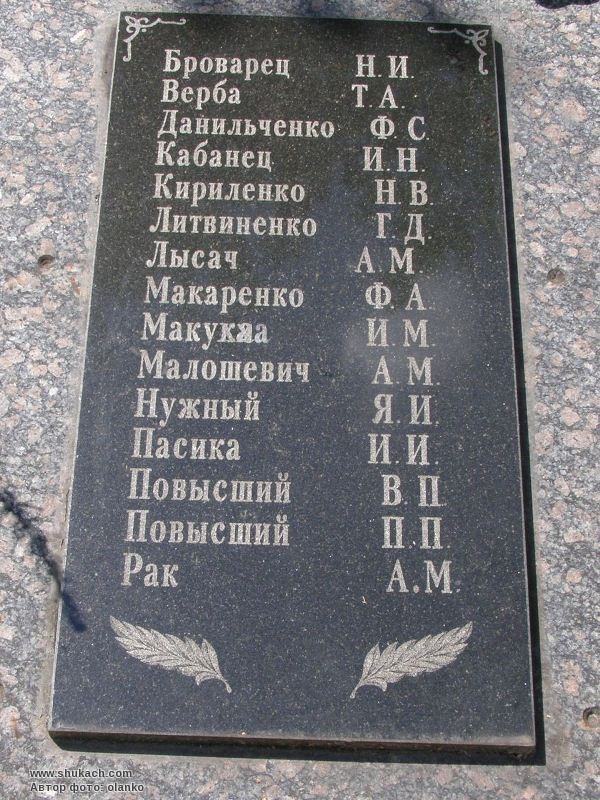 Броварец Н. И.
Верба Т. А.
Данильченко Ф. С
Кабанец И. Н.
Кириленко Н. В.
Литвиненко Г. Д.
Лысач А. М.
Макаренко Ф. А.
Макукла И. М.
Малошевич А. М.
Нужный Я. И.
Пасика И. И.
Повысший В. П.
Повысший П. П.
Рак А. М.
www.shukach.com
Автор фото: olanko